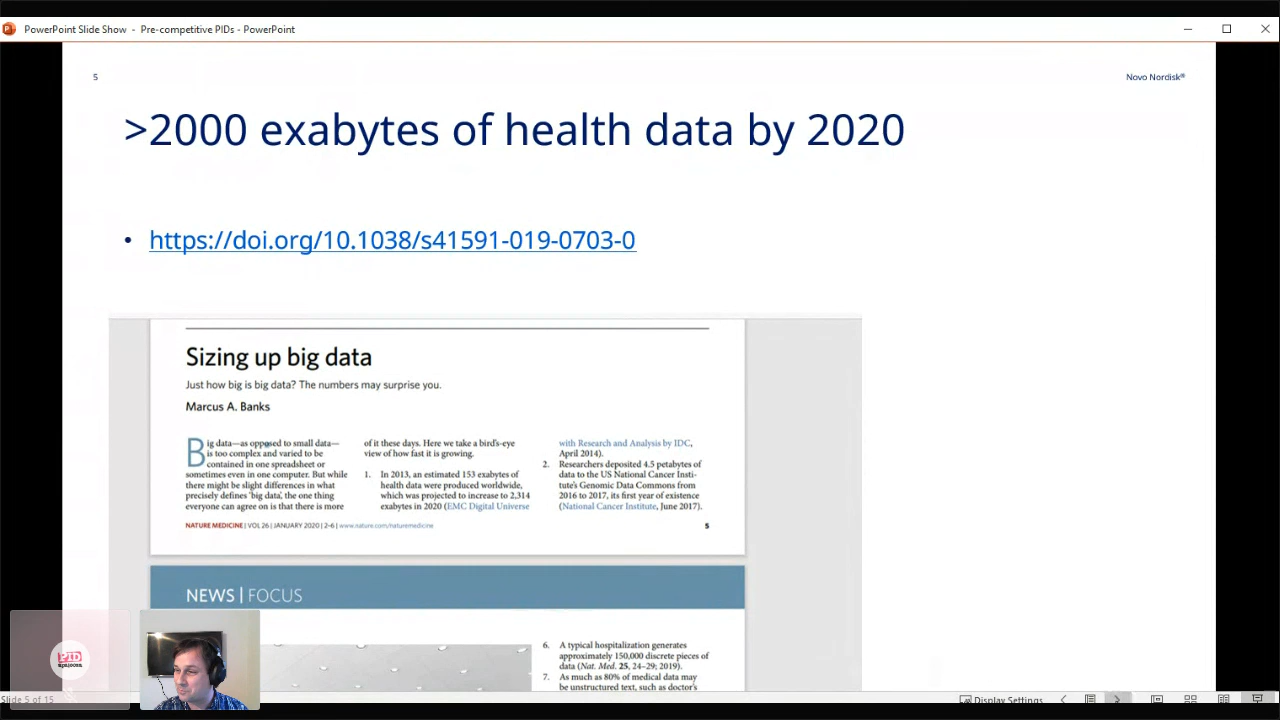 PowerPoint Slide Show - Pre-competitive PIDs - PowerPoint
5
Novo Nordisk®
>2000 exabytes of health data by 2020
• https://doi.org/10.1038/s41591-019-0703-0
Sizing up big data
Just how big is big data? The numbers may surprise you.
Marcus A. Banks
Big data—as opposed to small data—
is too complex and varied to be
contained in one spreadsheet or
sometimes even in one computer. But while
there might be slight differences in what
precisely defines ‘big data’, the one thing
everyone can agree on is that there is more
of it these days. Here we take a bird’s-eye
view of how fast it is growing.
1. In 2013, an estimated 153 exabytes of
health data were produced worldwide,
which was projected to increase to 2,314
exabytes in 2020 (EMC Digital Universe
with Research and Analysis by IDC,
April 2014).
2. Researchers deposited 4.5 petabytes of
data to the US National Cancer Insti-
tute’s Genomic Data Commons from
2016 to 2017, its first year of existence
(National Cancer Institute, June 2017).
NATURE MEDICINE | VOL 26 | JANUARY 2020 | 2–6 | www.nature.com/naturemedicine
5
NEWS | FOCUS
6. A typical hospitalization generates
approximately 150,000 discrete pieces of
data (Nat. Med. 25, 24–29; 2019).
7. As much as 80% of medical data may
be unstructured text, such as doctor’s
PID
apalooza
Slide 5 of 15
Display Settings